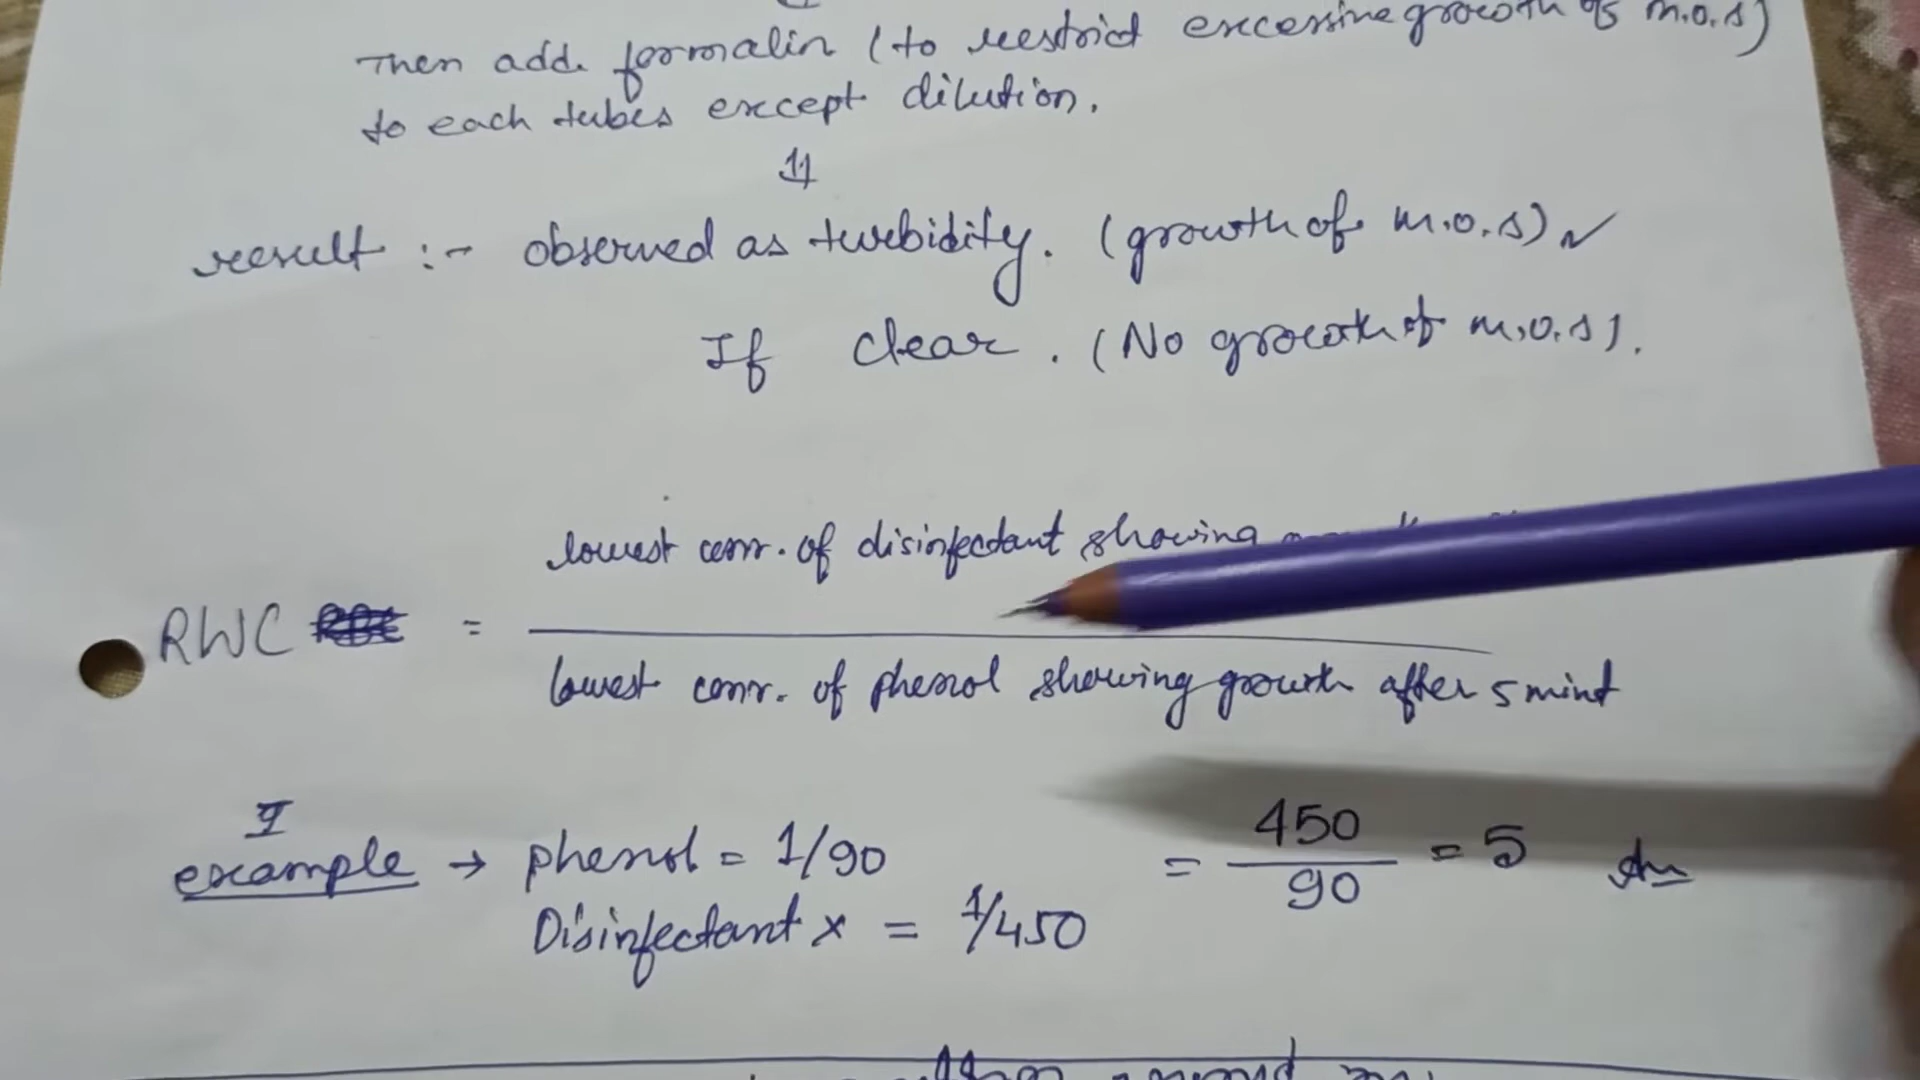 Then add formalin (to restrict excessive growth of m.o.s)
to each tubes except dilution.
result :- observed as turbidity. (growth of m.o.s) ✓
If clear. (No growth of m.o.s).
lowest conr. of disinfectant showing
RWC =
lowest conr. of phenol showing growth after 5 mint
example → phenol = 1/90
Disinfectant x = 1/450
= 450/90 = 5 Ans